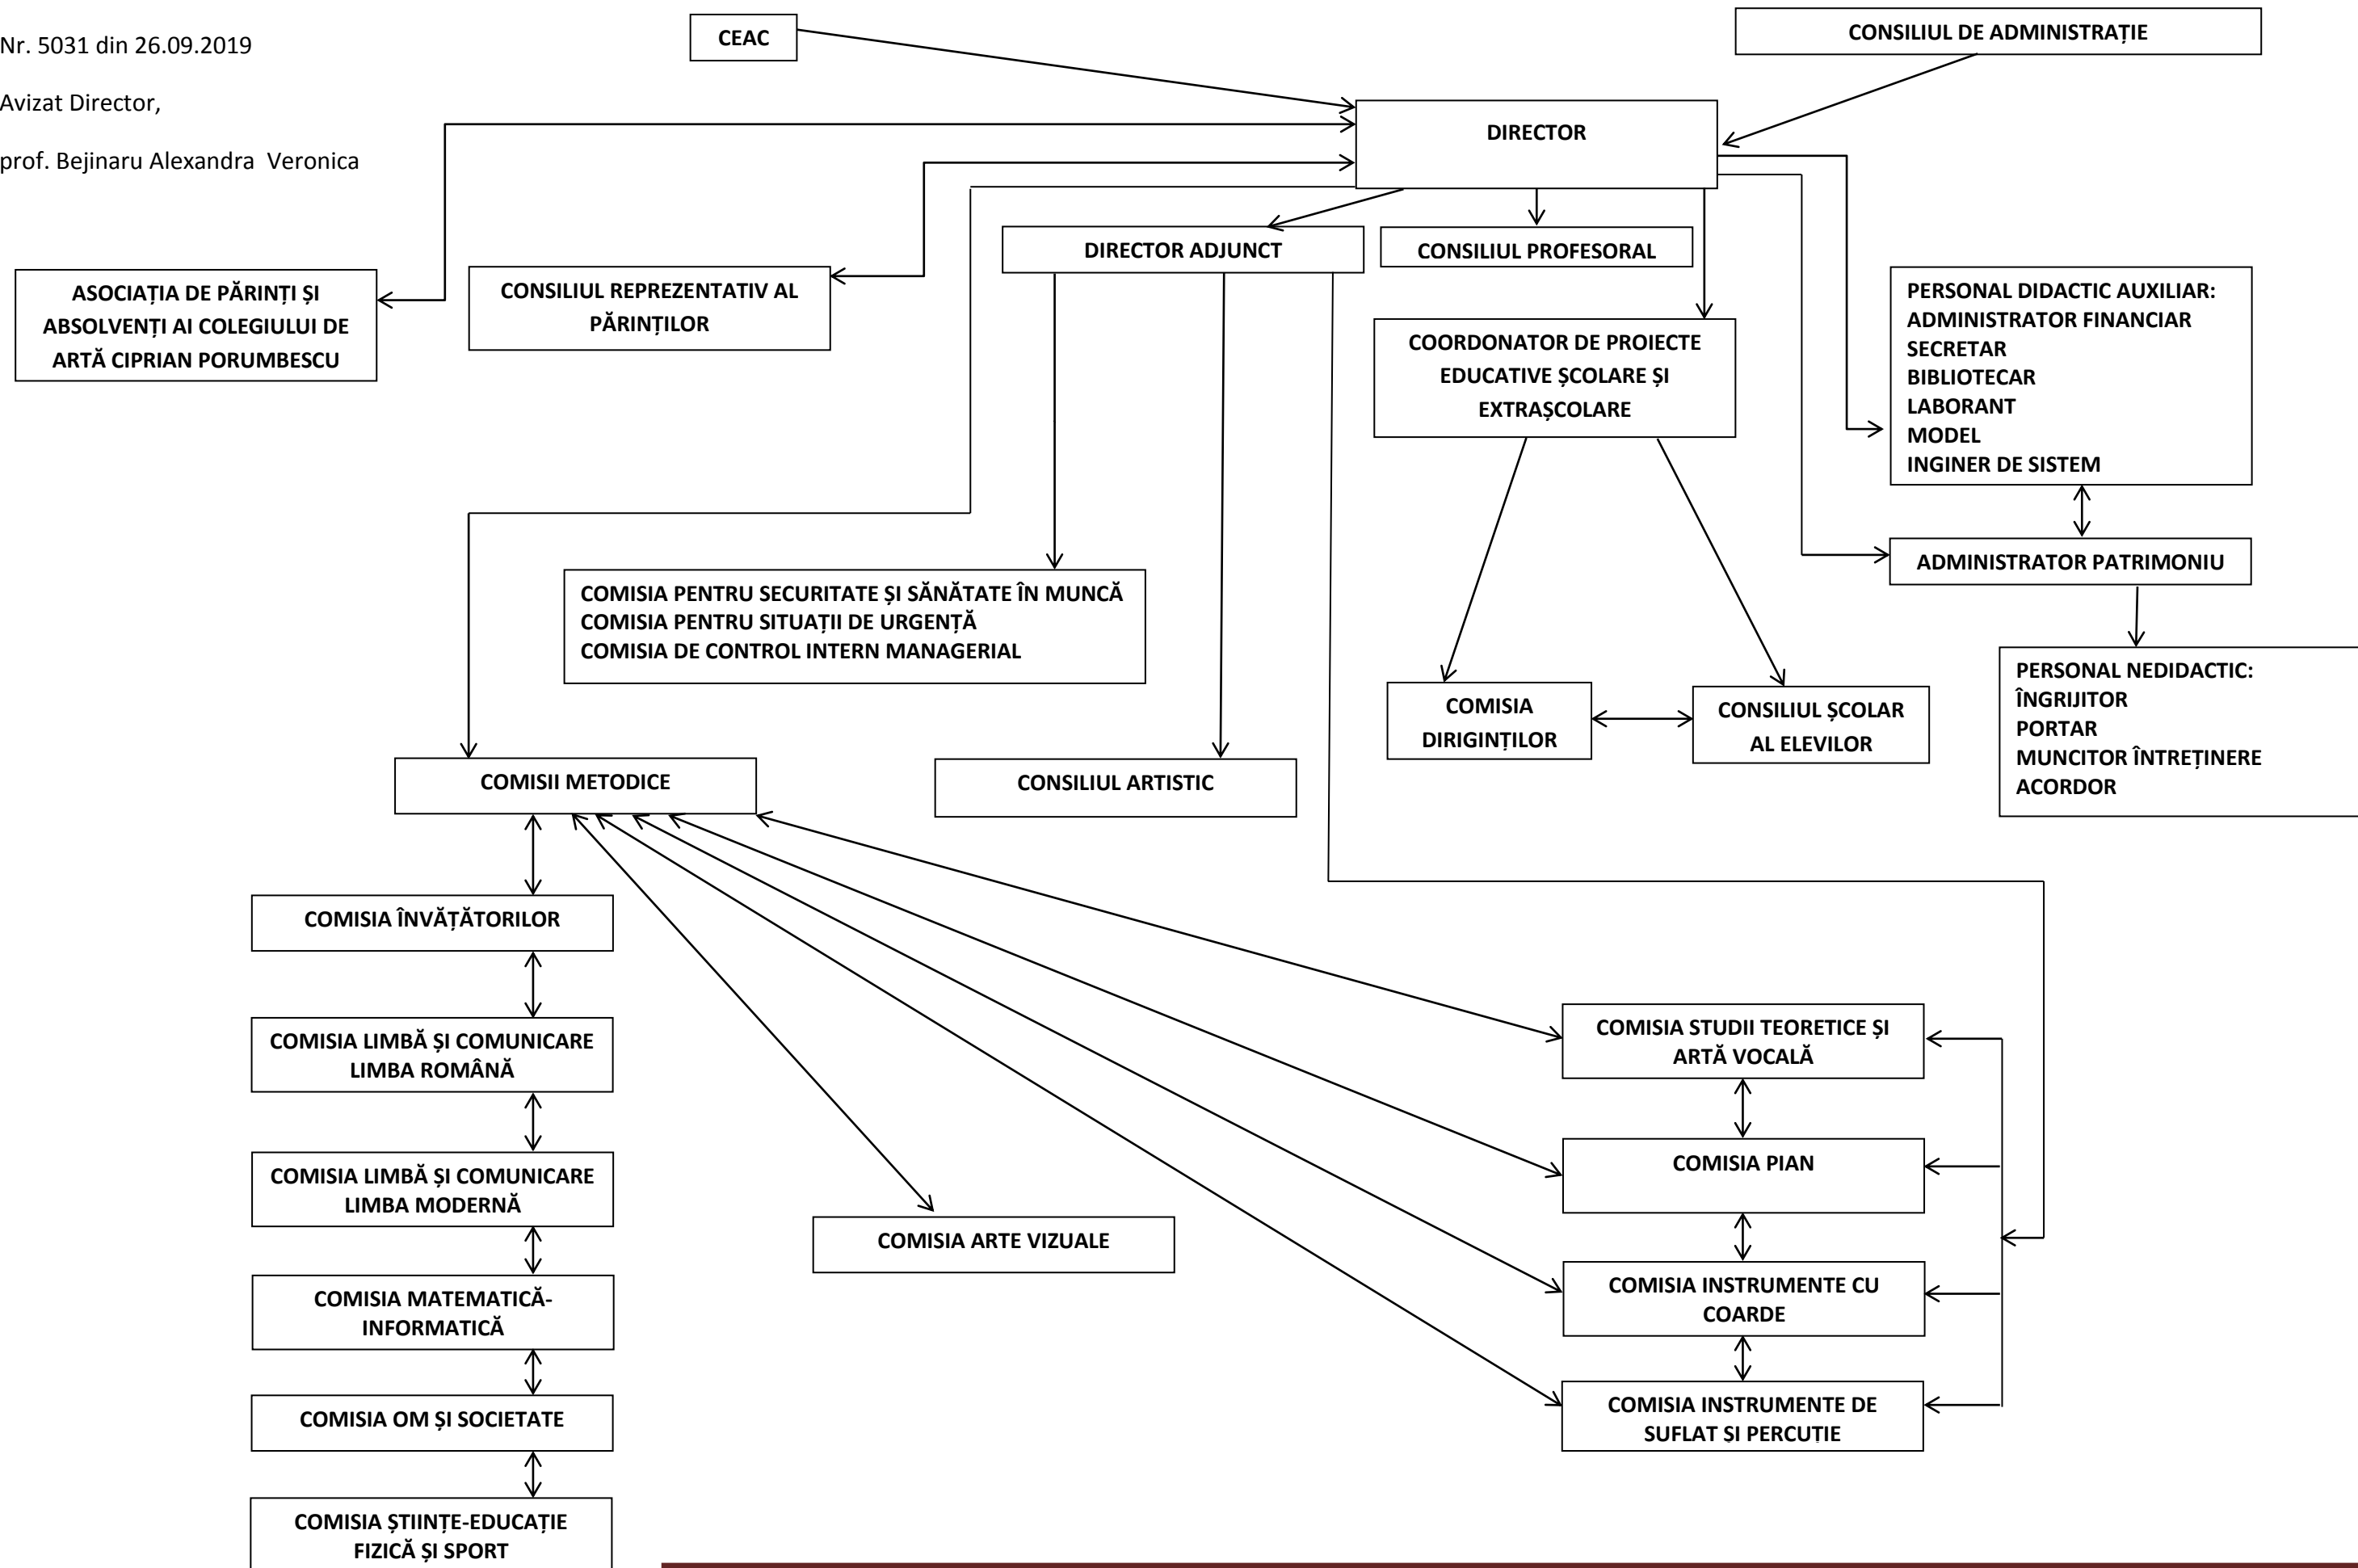 Nr. 5031 din 26.09.2019
Avizat Director,
prof. Bejinaru Alexandra  Veronica
CEAC
CONSILIUL DE ADMINISTRAȚIE
DIRECTOR
DIRECTOR ADJUNCT
CONSILIUL PROFESORAL
ASOCIAȚIA DE PĂRINȚI ȘI
ABSOLVENȚI AI COLEGIULUI DE
ARTĂ CIPRIAN PORUMBESCU
CONSILIUL REPREZENTATIV AL
PĂRINȚILOR
COORDONATOR DE PROIECTE
EDUCATIVE ȘCOLARE ȘI
EXTRAȘCOLARE
PERSONAL DIDACTIC AUXILIAR:
ADMINISTRATOR FINANCIAR
SECRETAR
BIBLIOTECAR
LABORANT
MODEL
INGINER DE SISTEM
ADMINISTRATOR PATRIMONIU
COMISIA PENTRU SECURITATE ȘI SĂNĂTATE ÎN MUNCĂ
COMISIA PENTRU SITUAȚII DE URGENȚĂ
COMISIA DE CONTROL INTERN MANAGERIAL
COMISIA
DIRIGINȚILOR
CONSILIUL ȘCOLAR
AL ELEVILOR
PERSONAL NEDIDACTIC:
ÎNGRIJITOR
PORTAR
MUNCITOR ÎNTREȚINERE
ACORDOR
COMISII METODICE
CONSILIUL ARTISTIC
COMISIA ÎNVĂȚĂTORILOR
COMISIA LIMBĂ ȘI COMUNICARE
LIMBA ROMÂNĂ
COMISIA LIMBĂ ȘI COMUNICARE
LIMBA MODERNĂ
COMISIA MATEMATICĂ-
INFORMATICĂ
COMISIA OM ȘI SOCIETATE
COMISIA ȘTIINȚE-EDUCAȚIE
FIZICĂ ȘI SPORT
COMISIA ARTE VIZUALE
COMISIA STUDII TEORETICE ȘI
ARTĂ VOCALĂ
COMISIA PIAN
COMISIA INSTRUMENTE CU
COARDE
COMISIA INSTRUMENTE DE
SUFLAT ȘI PERCUȚIE